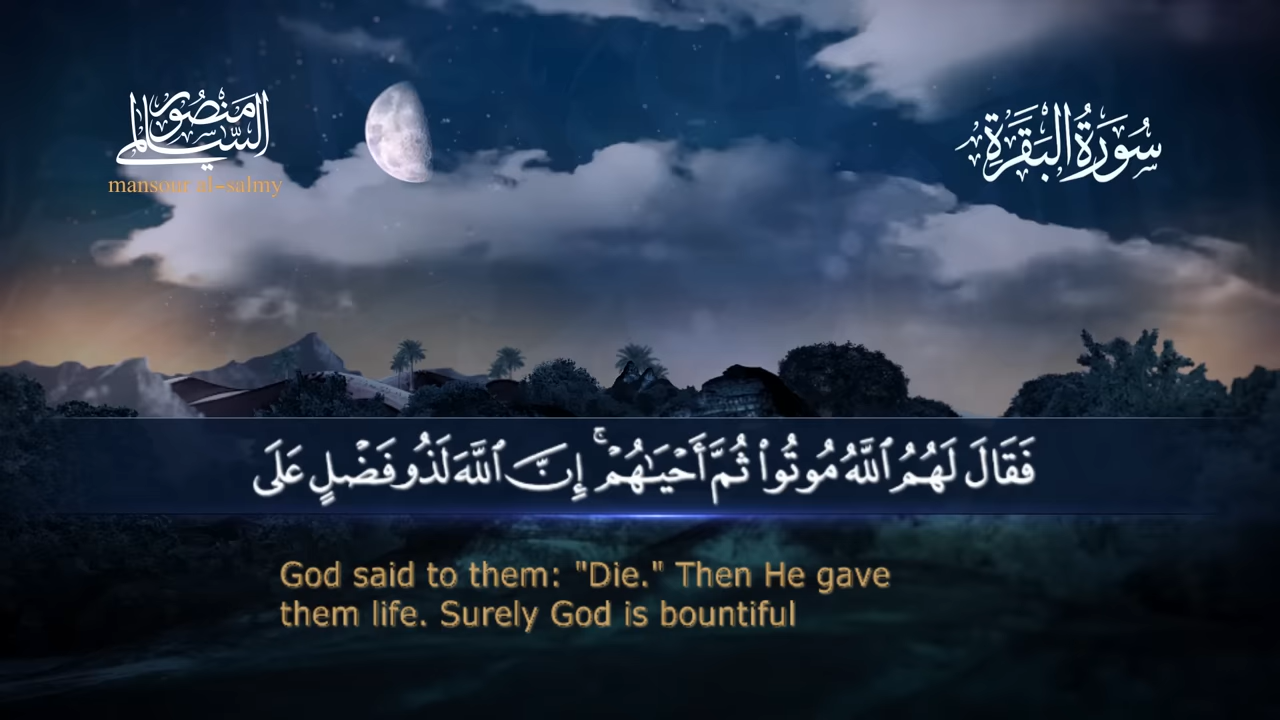 منصور
السالمي
mansour al-salmy
سُورَةُ البَقَرَةِ
فَقَالَ لَهُمُ ٱللَّهُ مُوتُوا۟ ثُمَّ أَحْيَـٰهُمْ ۚ إِنَّ ٱللَّهَ لَذُو فَضْلٍ عَلَى
God said to them: "Die." Then He gave
them life. Surely God is bountiful